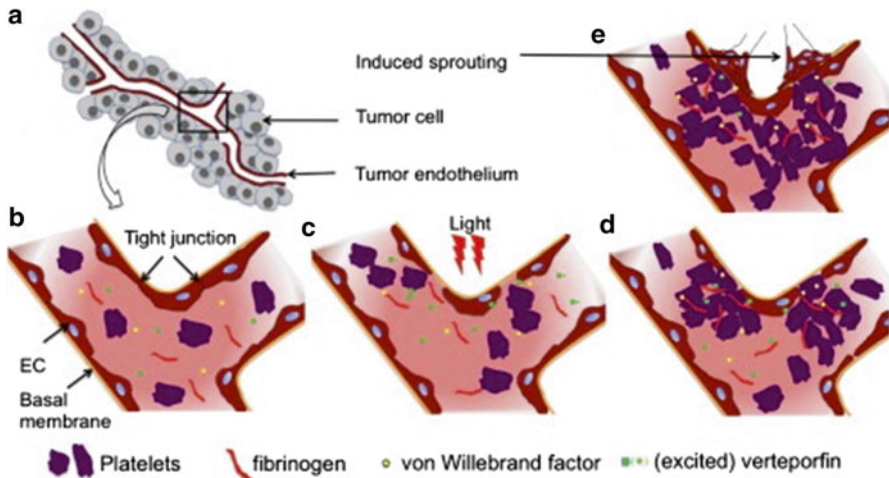 a
e
Induced sprouting
Tumor cell
Tumor endothelium
b
Tight junction
c
Light
d
EC
Basal
membrane
Platelets
fibrinogen
von Willebrand factor
(excited) verteporfin